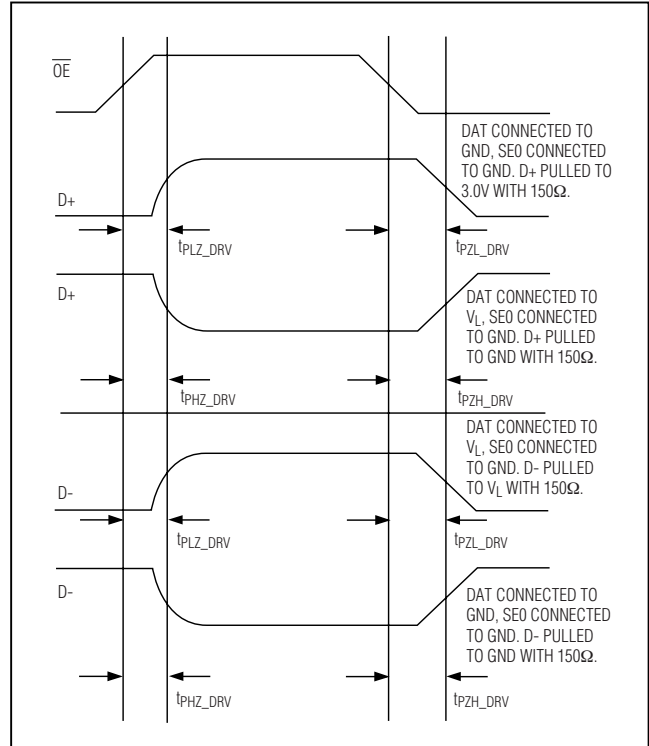 OE
DAT CONNECTED TO
GND, SE0 CONNECTED
TO GND. D+ PULLED TO
3.0V WITH 150Ω.
D+
tPLZ_DRV
tPZL_DRV
D+
DAT CONNECTED TO
VL, SE0 CONNECTED
TO GND. D+ PULLED
TO GND WITH 150Ω.
tPHZ_DRV
tPZH_DRV
DAT CONNECTED TO
VL, SE0 CONNECTED
TO GND. D- PULLED
TO VL WITH 150Ω.
D-
tPLZ_DRV
tPZL_DRV
D-
DAT CONNECTED TO
GND, SE0 CONNECTED
TO GND. D- PULLED
TO GND WITH 150Ω.
tPHZ_DRV
tPZH_DRV